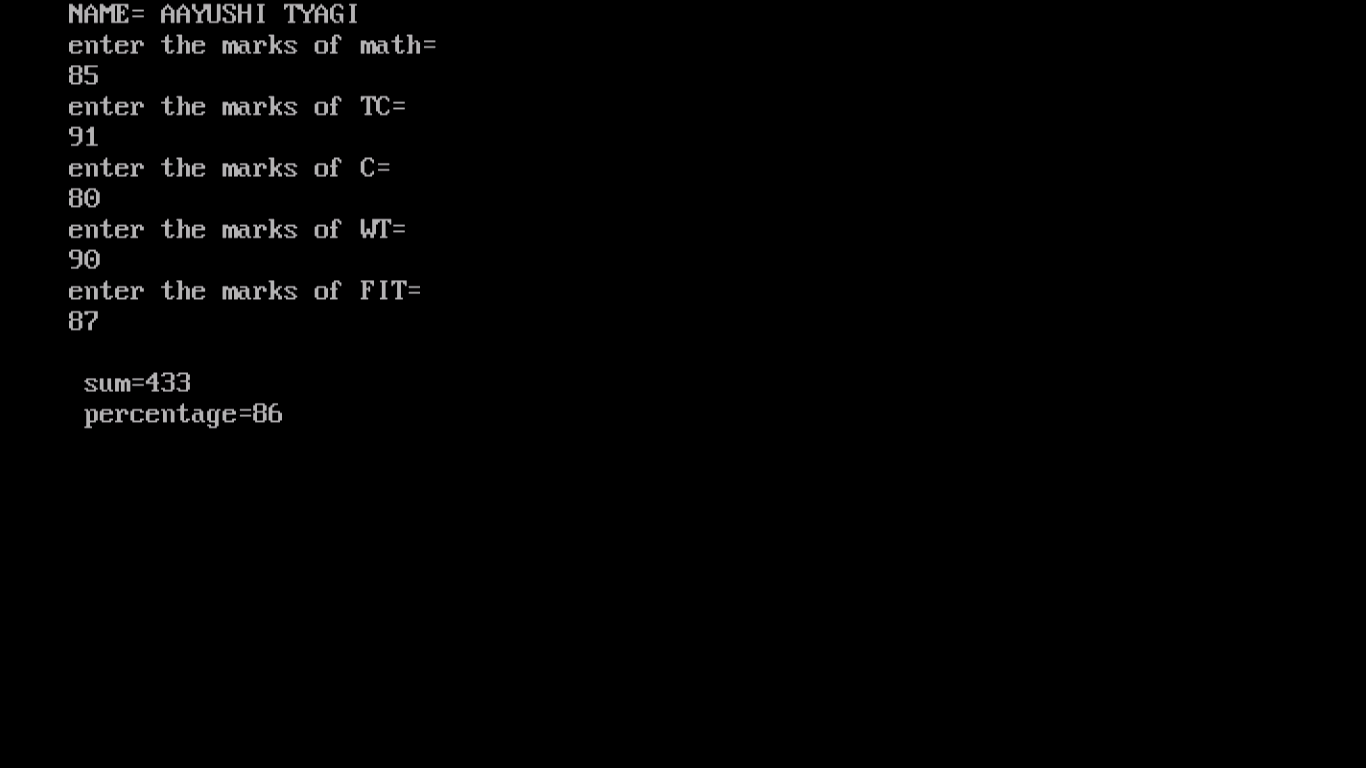 NAME= AAYUSHI TYAGI
enter the marks of math=
85
enter the marks of TC=
91
enter the marks of C=
80
enter the marks of WT=
90
enter the marks of FIT=
87
sum=433
percentage=86